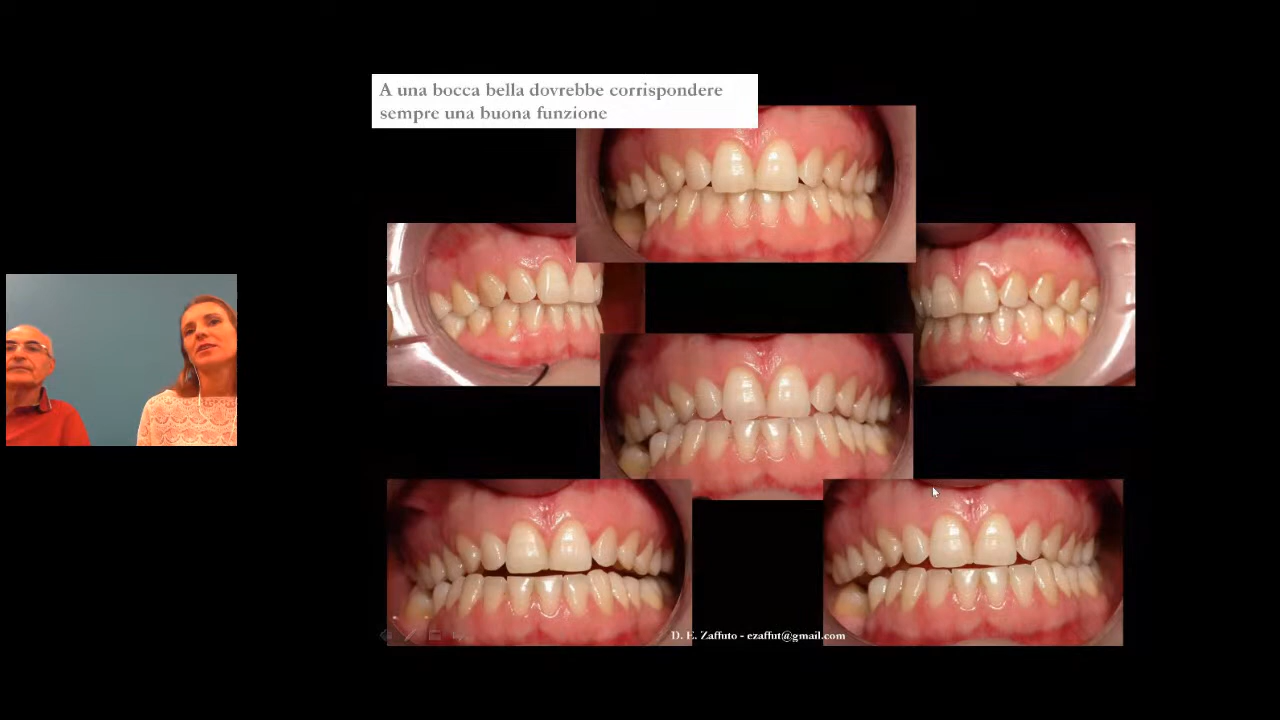 A una bocca bella dovrebbe corrispondere
sempre una buona funzione
D. E. Zaffuto - ezaffut@gmail.com